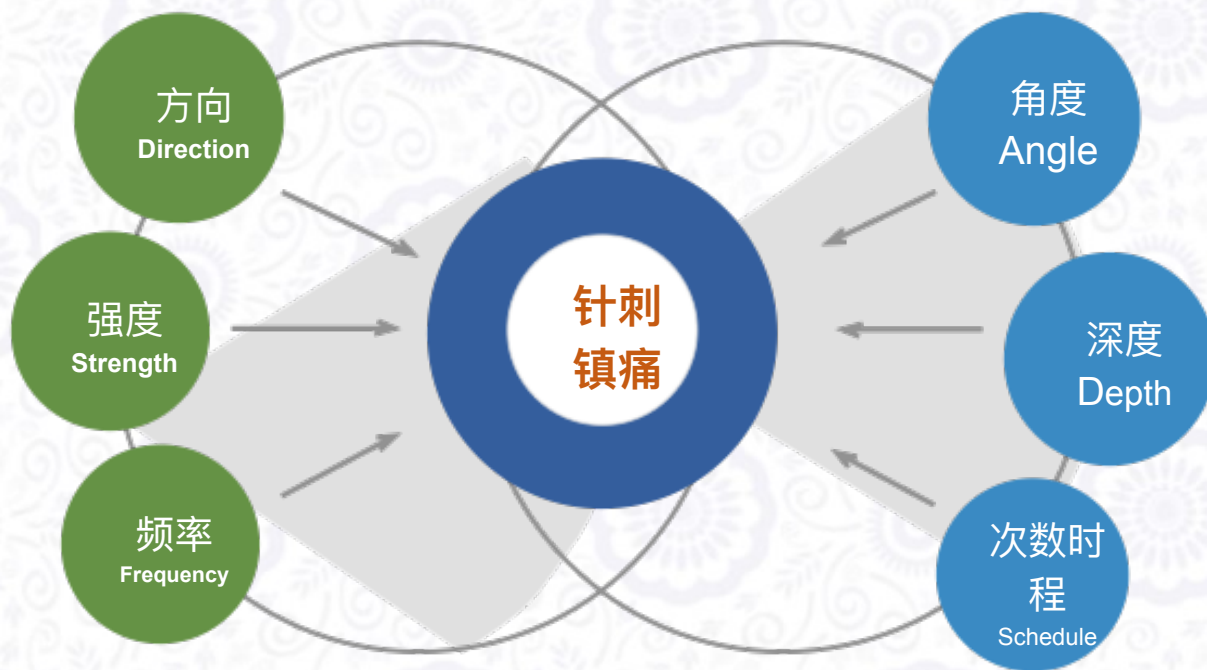 方向
Direction
强度
Strength
频率
Frequency
针刺
镇痛
角度
Angle
深度
Depth
次数时
程
Schedule